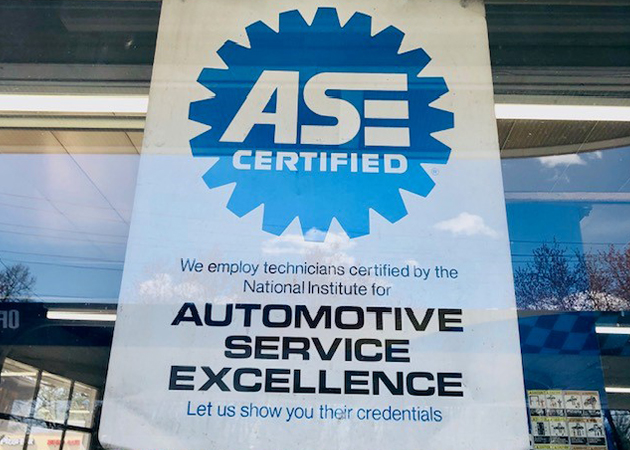 ASE
CERTIFIED
®
We employ technicians certified by the
National Institute for
AUTOMOTIVE
SERVICE
EXCELLENCE
Let us show you their credentials